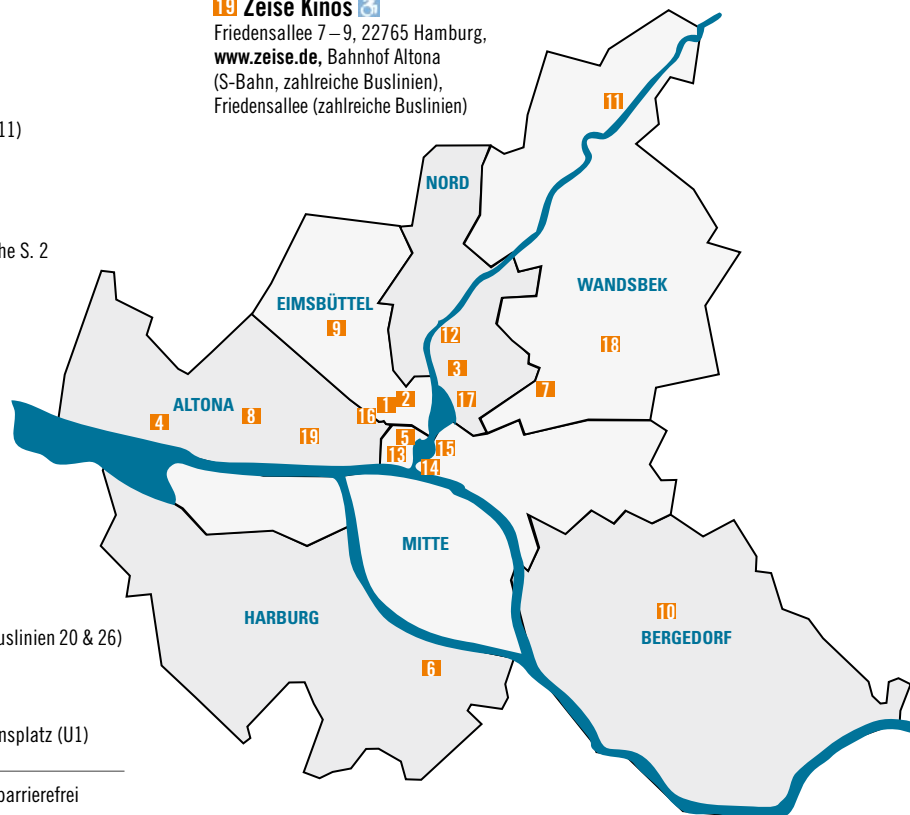 19 Zeise Kinos
Friedensallee 7–9, 22765 Hamburg,
www.zeise.de, Bahnhof Altona
(S-Bahn, zahlreiche Buslinien),
Friedensallee (zahlreiche Buslinien)
11)
he S. 2
uslinien 20 & 26)
nsplatz (U1)
barrierefrei
11
NORD
WANDSBEK
EIMSBÜTTEL
9
12
18
3
7
ALTONA
4
8
19
16
1
2
17
5
13
15
14
MITTE
HARBURG
10
BERGEDORF
6